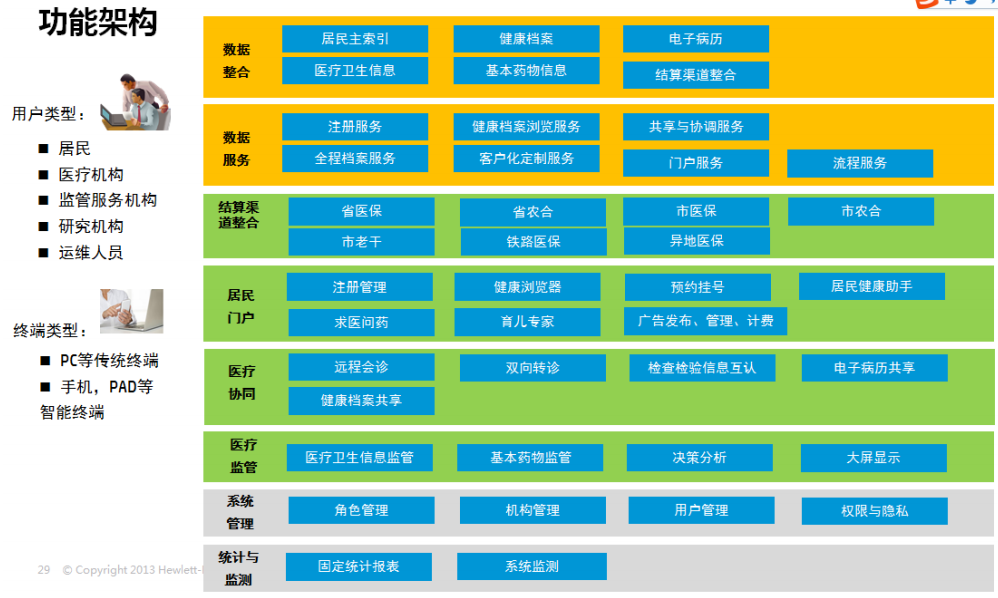 功能架构
用户类型：
■ 居民
■ 医疗机构
■ 监管服务机构
■ 研究机构
■ 运维人员
终端类型：
■ PC等传统终端
■ 手机，PAD等
智能终端
数据
整合
居民主索引 健康档案 电子病历
医疗卫生信息 基本药物信息 结算渠道整合
数据
服务
注册服务 健康档案浏览服务 共享与协调服务
全程档案服务 客户化定制服务 门户服务 流程服务
结算渠
道整合
省医保 省农合 市医保 市农合
市老干 铁路医保 异地医保
居民
门户
注册管理 健康浏览器 预约挂号 居民健康助手
求医问药 育儿专家 广告发布、管理、计费
医疗
协同
远程会诊 双向转诊 检查检验信息互认 电子病历共享
健康档案共享
医疗
监管
医疗卫生信息监管 基本药物监管 决策分析 大屏显示
系统
管理
角色管理 机构管理 用户管理 权限与隐私
统计与
监测
固定统计报表 系统监测
29 © Copyright 2013 Hewlett-